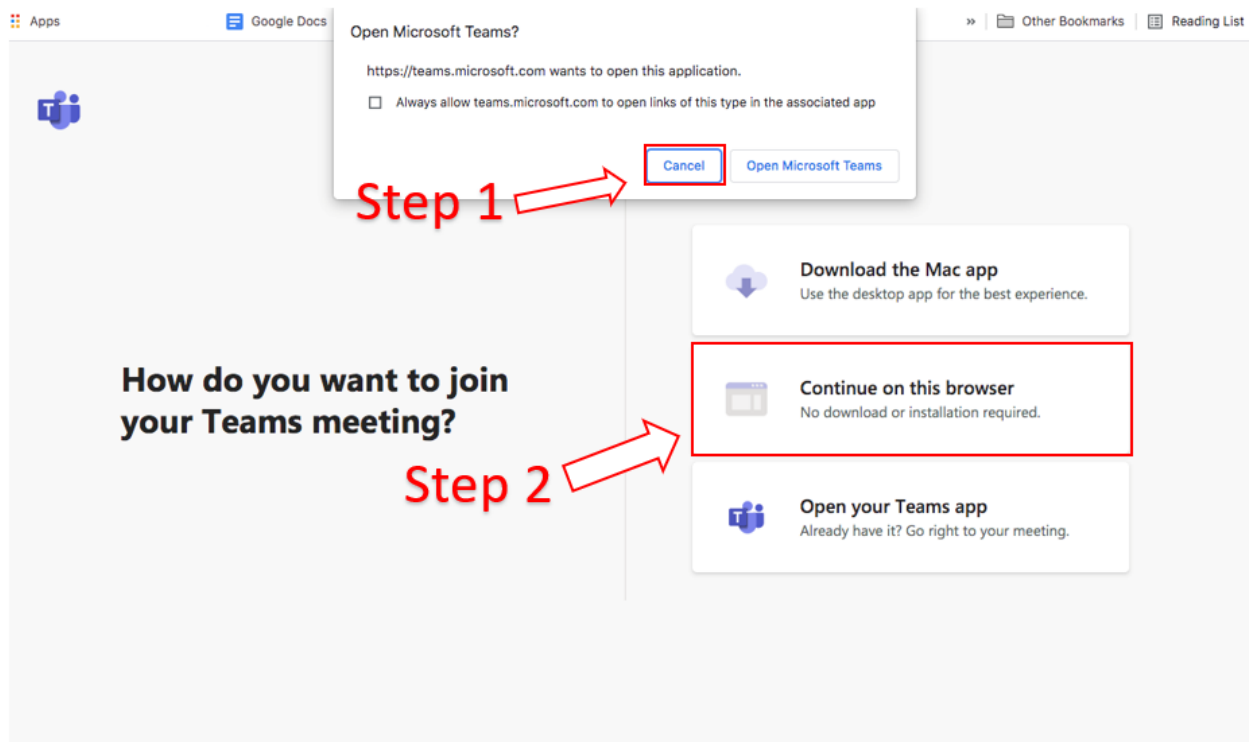 Apps
Google Docs
» Other Bookmarks
Reading List
Open Microsoft Teams?
https://teams.microsoft.com wants to open this application.
Always allow teams.microsoft.com to open links of this type in the associated app
Cancel
Open Microsoft Teams
Step 1
Download the Mac app
Use the desktop app for the best experience.
How do you want to join
your Teams meeting?
Continue on this browser
No download or installation required.
Step 2
Open your Teams app
Already have it? Go right to your meeting.